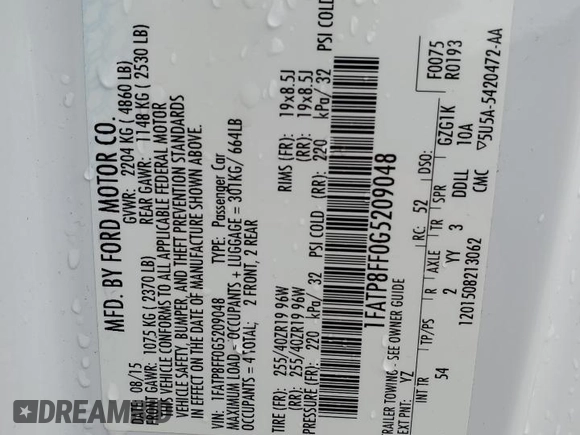 MFD. BY FORD MOTOR CO.
08/15 GVWR: 2204 KG ( 4860 LB)
FRONT GAWR: 1075 KG ( 2370 LB) REAR GAWR: 1148 KG ( 2530 LB)
THIS VEHICLE CONFORMS TO ALL APPLICABLE FEDERAL MOTOR
VEHICLE SAFETY, BUMPER, AND THEFT PREVENTION STANDARDS
IN EFFECT ON THE DATE OF MANUFACTURE SHOWN ABOVE.
VIN: 1FATP8FF0G5209048 TYPE: Passenger Car
MAXIMUM LOAD = OCCUPANTS + LUGGAGE = 301KG/ 664LB
OCCUPANTS = 4 TOTAL, 2 FRONT, 2 REAR
TIRE (FR): 255/40ZR19 96W RIMS (FR): 19x8.5J
(RR): 255/40ZR19 96W (RR): 19x8.5J
PRESSURE (FR): 220 kPa/ 32 PSI COLD (RR): 220 kPa/ 32 PSI COLD
1FATP8FF0G5209048
TRAILER TOWING - SEE OWNER GUIDE
EXT PNT: YZ RC: 52 DSO: F0075
INT TR TP/PS R AXLE TR SPR GZG1K R0193
54 2 YY 3 DDLL 10A
1201508213062 CMC ▽5U5A-5420472-AA
DREAMBID